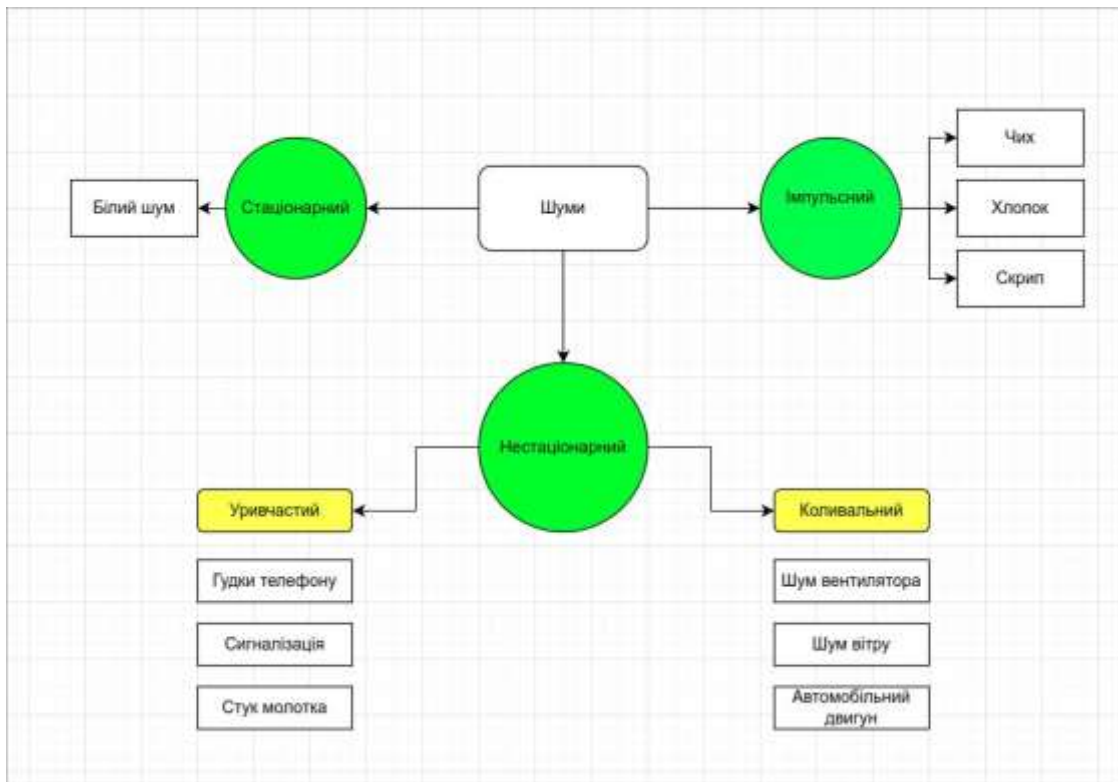 Чих
Білий шум
Стаціонарний
Шуми
Імпульсний
Хлопок
Скрип
Нестаціонарний
Уривчастий
Коливальний
Гудки телефону
Шум вентилятора
Сигналізація
Шум вітру
Стук молотка
Автомобільний
двигун